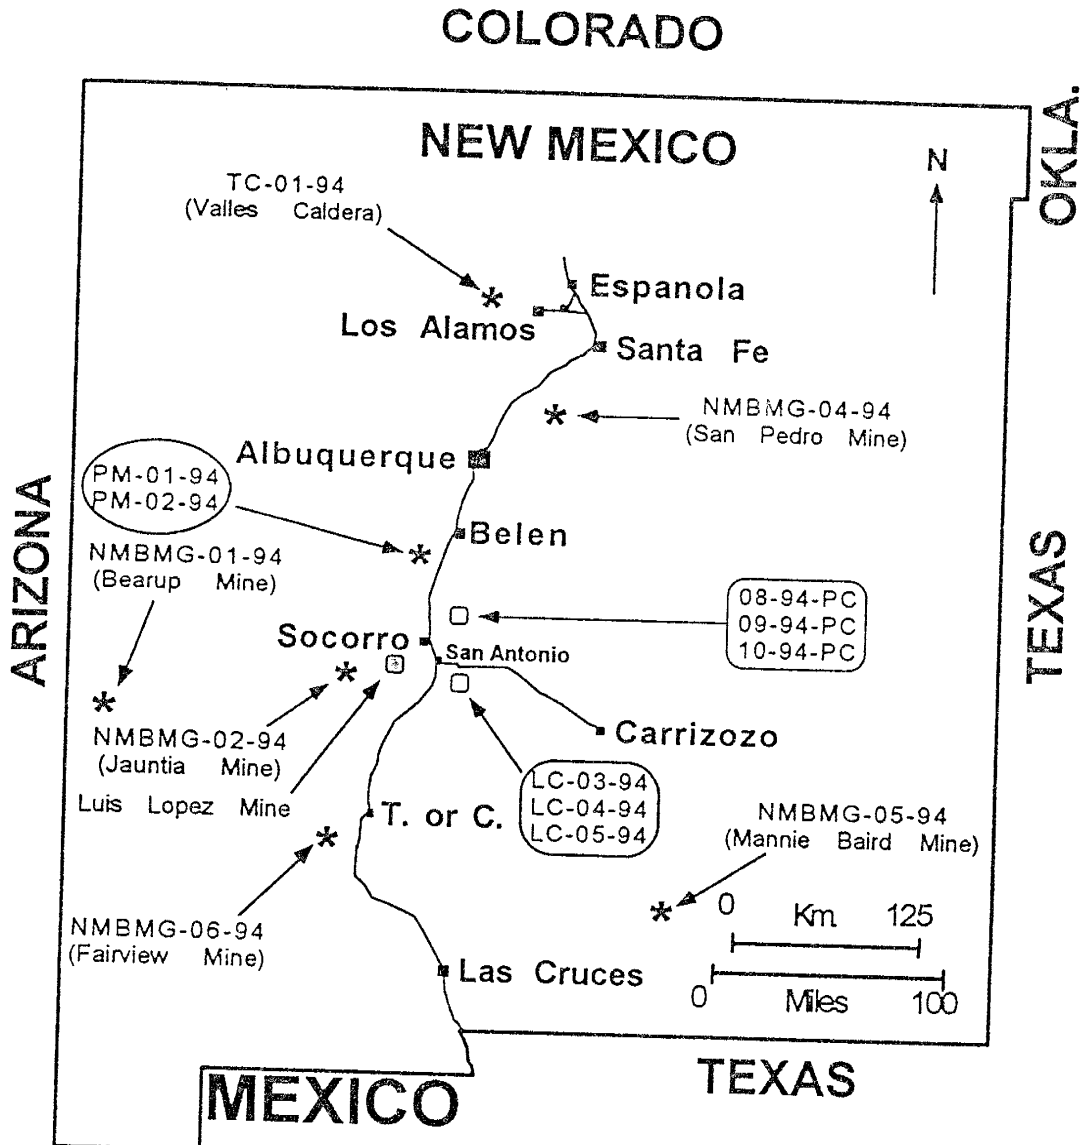 COLORADO
NEW MEXICO
OKLA.
N
TC-01-94
(Valles Caldera)
Espanola
Los Alamos
Santa Fe
NMBMG-04-94
(San Pedro Mine)
Albuquerque
PM-01-94
PM-02-94
ARIZONA
Belen
TEXAS
NMBMG-01-94
(Bearup Mine)
08-94-PC
09-94-PC
10-94-PC
Socorro
San Antonio
NMBMG-02-94
(Jauntia Mine)
Carrizozo
Luis Lopez Mine
LC-03-94
LC-04-94
LC-05-94
T. or C.
NMBMG-05-94
(Mannie Baird Mine)
NMBMG-06-94
(Fairview Mine)
0 Km 125
Las Cruces
0 Miles 100
MEXICO
TEXAS